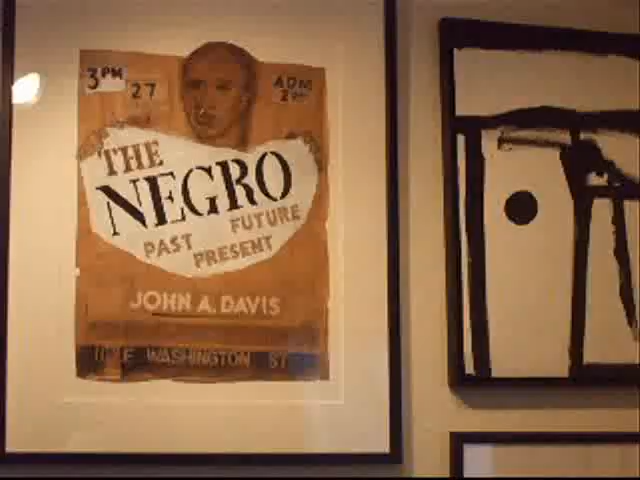 3PM
27
ADM
THE
NEGRO
PAST
FUTURE
PRESENT
JOHN A. DAVIS
WASHINGTON ST